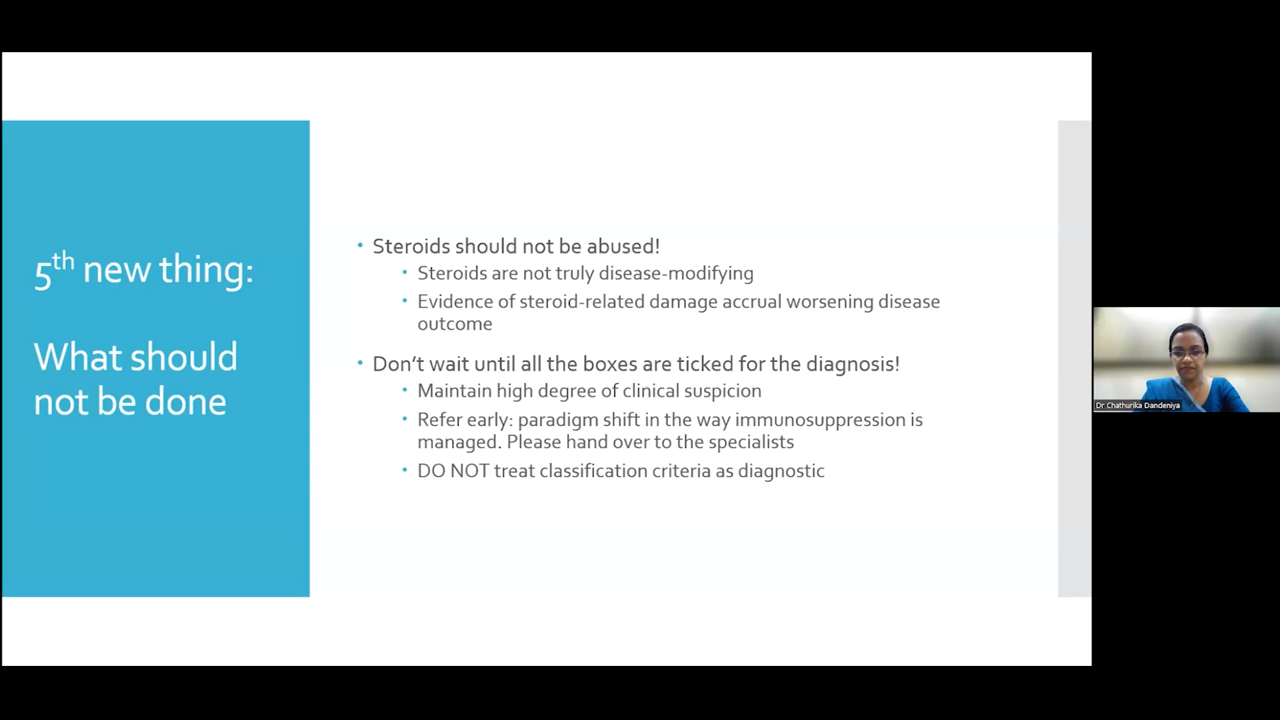 5th new thing:
What should
not be done
• Steroids should not be abused!
• Steroids are not truly disease-modifying
• Evidence of steroid-related damage accrual worsening disease
outcome
• Don't wait until all the boxes are ticked for the diagnosis!
• Maintain high degree of clinical suspicion
• Refer early: paradigm shift in the way immunosuppression is
managed. Please hand over to the specialists
• DO NOT treat classification criteria as diagnostic
Dr Chathurika Dandeniya